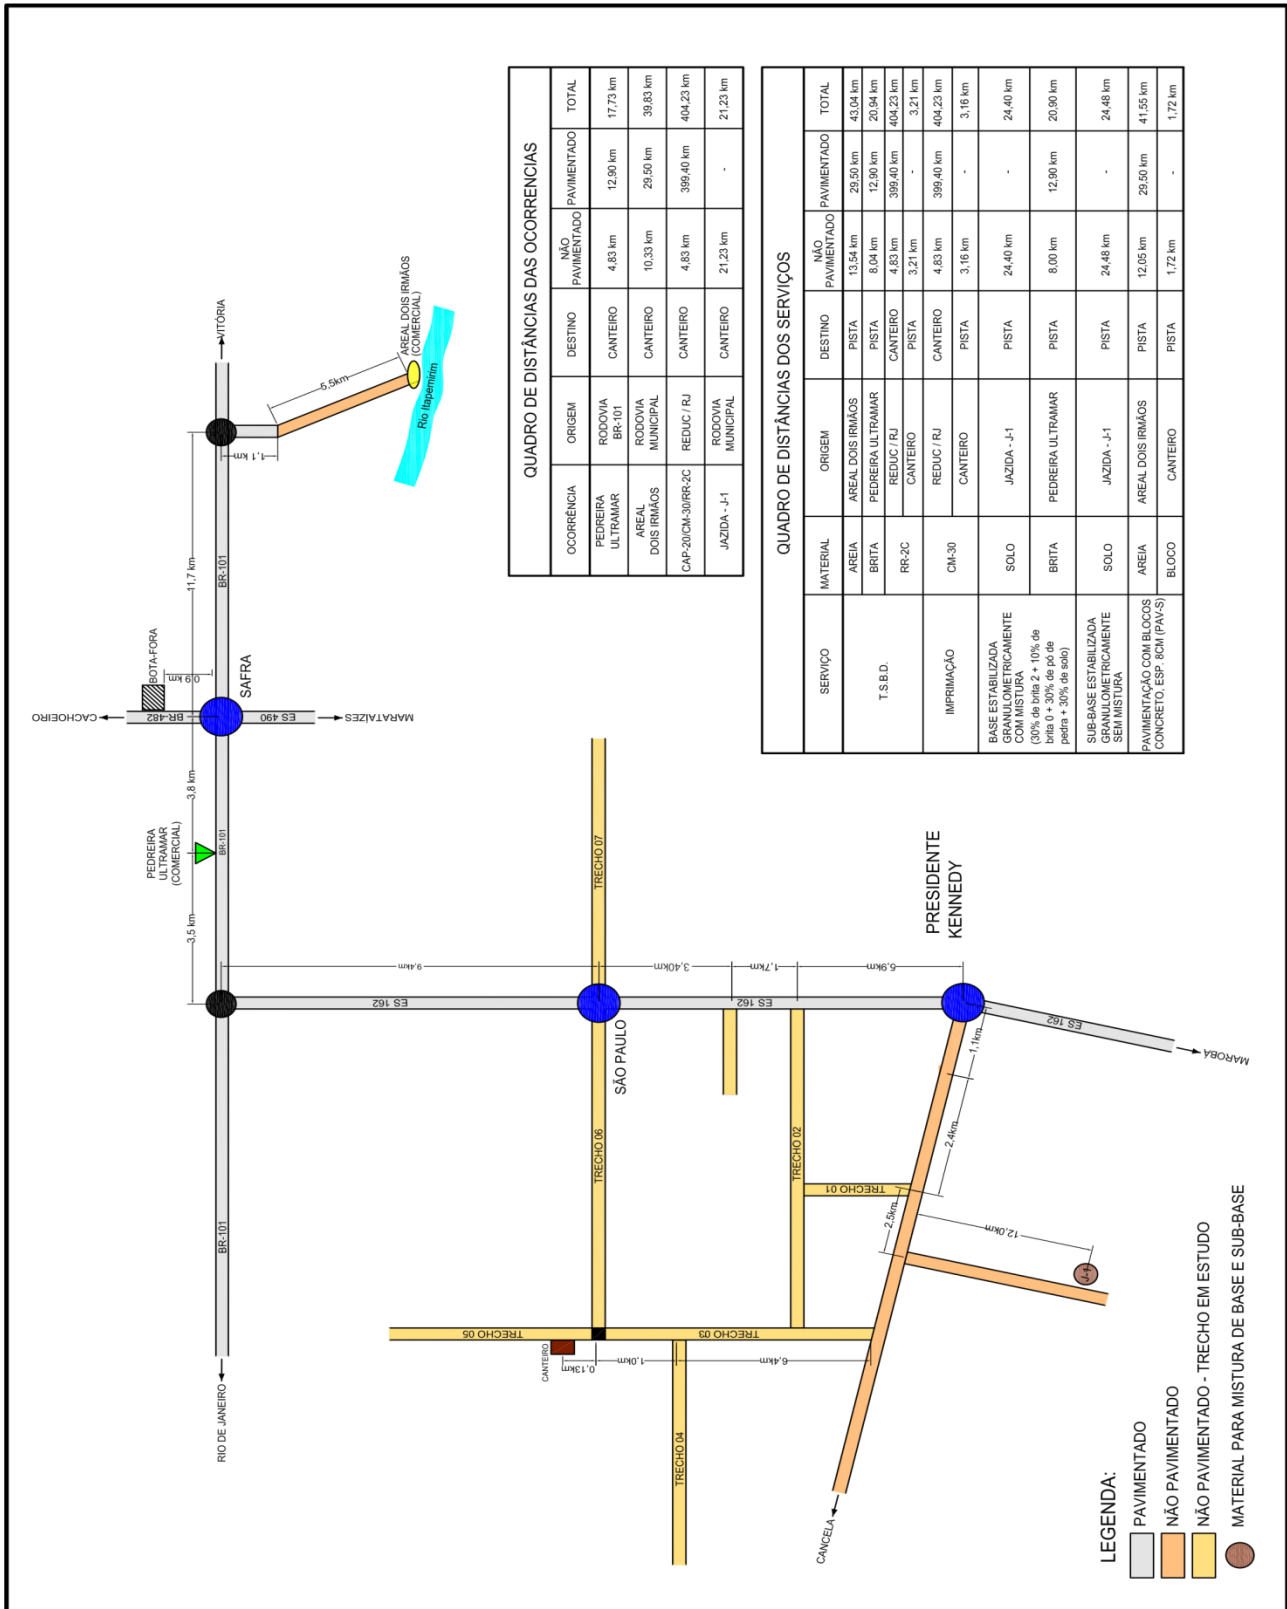 RIO DE JANEIRO
BR-101
3,5 km
PEDREIRA
ULTRAMAR
(COMERCIAL)
BR-101
3,8 km
CACHOEIRO
BR-482
ES 490
MARATAÍZES
SAFRA
0,9 km
BOTA-FORA
11,7 km
BR-101
1,1 km
VITÓRIA
5,5km
AREAL DOIS IRMÃOS
(COMERCIAL)
Rio Itapemirim
ES 162
9,4km
TRECHO 05
CANTEIRO
0,13km
TRECHO 06
SÃO PAULO
TRECHO 07
1,0km
TRECHO 03
TRECHO 04
6,4km
3,40km
ES 162
1,7km
TRECHO 02
5,9km
TRECHO 01
PRESIDENTE
KENNEDY
CANCELA
2,5km
2,4km
1,1km
12,0km
J-1
ES 162
MAROBÁ
QUADRO DE DISTÂNCIAS DAS OCORRENCIAS
OCORRÊNCIA ORIGEM DESTINO NÃO PAVIMENTADO PAVIMENTADO TOTAL
PEDREIRA ULTRAMAR RODOVIA BR-101 CANTEIRO 4,83 km 12,90 km 17,73 km
AREAL DOIS IRMÃOS RODOVIA MUNICIPAL CANTEIRO 10,33 km 29,50 km 39,83 km
CAP-20/CM-30/RR-2C REDUC / RJ CANTEIRO 4,83 km 399,40 km 404,23 km
JAZIDA - J-1 RODOVIA MUNICIPAL CANTEIRO 21,23 km - 21,23 km
QUADRO DE DISTÂNCIAS DOS SERVIÇOS
SERVIÇO MATERIAL ORIGEM DESTINO NÃO PAVIMENTADO PAVIMENTADO TOTAL
T.S.B.D.
AREIA AREAL DOIS IRMÃOS PISTA 13,54 km 29,50 km 43,04 km
BRITA PEDREIRA ULTRAMAR PISTA 8,04 km 12,90 km 20,94 km
RR-2C REDUC / RJ CANTEIRO 4,83 km 399,40 km 404,23 km
CANTEIRO PISTA 3,21 km - 3,21 km
IMPRIMAÇÃO
CM-30 REDUC / RJ CANTEIRO 4,83 km 399,40 km 404,23 km
CANTEIRO PISTA 3,16 km - 3,16 km
BASE ESTABILIZADA
GRANULOMETRICAMENTE
COM MISTURA
(30% de brita 2 + 10% de
brita 0 + 30% de pó de
pedra + 30% de solo)
SOLO JAZIDA - J-1 PISTA 24,40 km - 24,40 km
BRITA PEDREIRA ULTRAMAR PISTA 8,00 km 12,90 km 20,90 km
SUB-BASE ESTABILIZADA
GRANULOMETRICAMENTE
SEM MISTURA
SOLO JAZIDA - J-1 PISTA 24,48 km - 24,48 km
PAVIMENTAÇÃO COM BLOCOS
CONCRETO, ESP. 8CM (PAV-S)
AREIA AREAL DOIS IRMÃOS PISTA 12,05 km 29,50 km 41,55 km
BLOCO CANTEIRO PISTA 1,72 km - 1,72 km
LEGENDA:
PAVIMENTADO
NÃO PAVIMENTADO
NÃO PAVIMENTADO - TRECHO EM ESTUDO
MATERIAL PARA MISTURA DE BASE E SUB-BASE